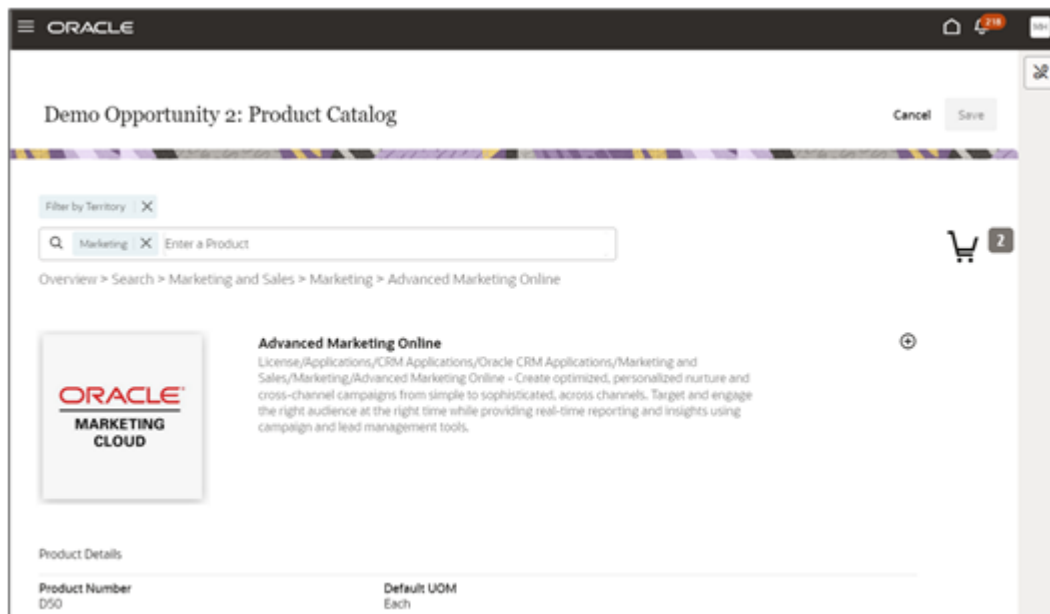 ORACLE
218
Demo Opportunity 2: Product Catalog
Cancel
Save
Filter by Territory
Marketing
Enter a Product
2
Overview > Search > Marketing and Sales > Marketing > Advanced Marketing Online
ORACLE
MARKETING
CLOUD
Advanced Marketing Online
License/Applications/CRM Applications/Oracle CRM Applications/Marketing and
Sales/Marketing/Advanced Marketing Online - Create optimized, personalized nurture and
cross-channel campaigns from simple to sophisticated, across channels. Target and engage
the right audience at the right time while providing real-time reporting and insights using
campaign and lead management tools.
Product Details
Product Number
Default UOM
D50
Each